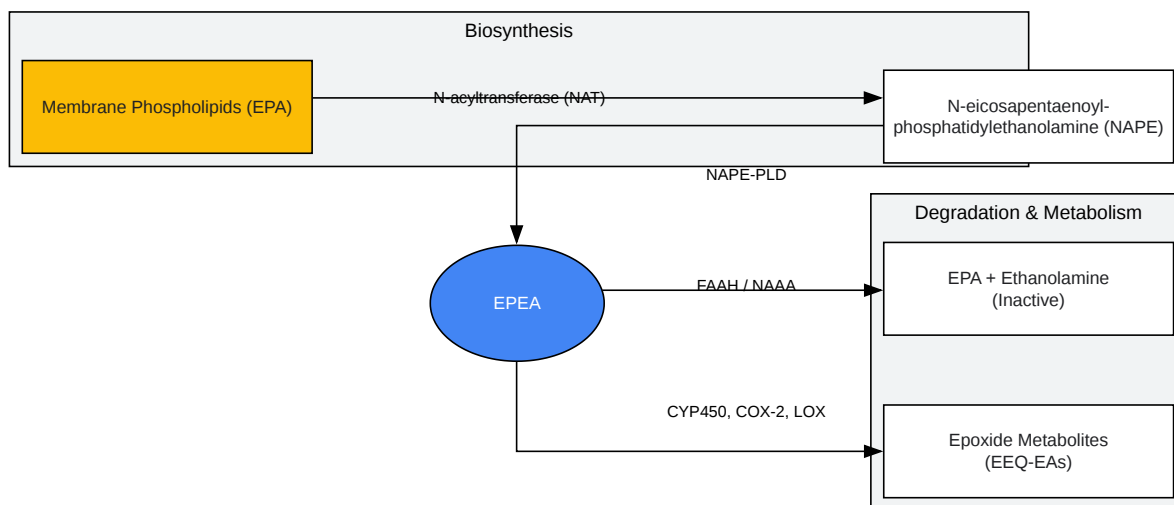 Biosynthesis
Membrane Phospholipids (EPA)
N-acyltransferase (NAT)
N-eicosapentaenoyl-
phosphatidylethanolamine (NAPE)
NAPE-PLD
Degradation & Metabolism
EPEA
FAAH / NAAA
EPA + Ethanolamine
(Inactive)
CYP450, COX-2, LOX
Epoxide Metabolites
(EEQ-EAs)